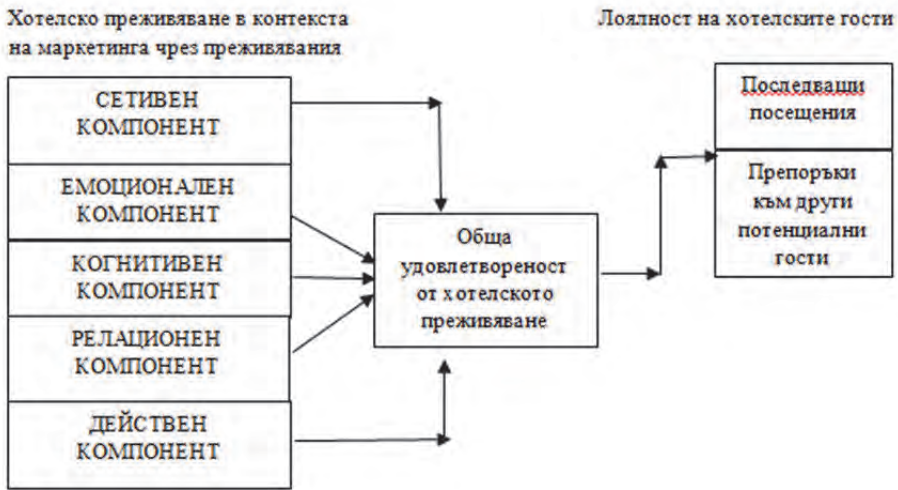 Хотелско преживяване в контекста
на маркетинга чрез преживявания
Лоялност на хотелските гости
СЕТИВЕН
КОМПОНЕНТ
ЕМОЦИОНАЛЕН
КОМПОНЕНТ
КОГНИТИВЕН
КОМПОНЕНТ
РЕЛАЦИОНЕН
КОМПОНЕНТ
ДЕЙСТВЕН
КОМПОНЕНТ
Обща
удовлетвореност
от хотелското
преживяване
Последващи
посещения
Препоръки
към други
потенциални
гости